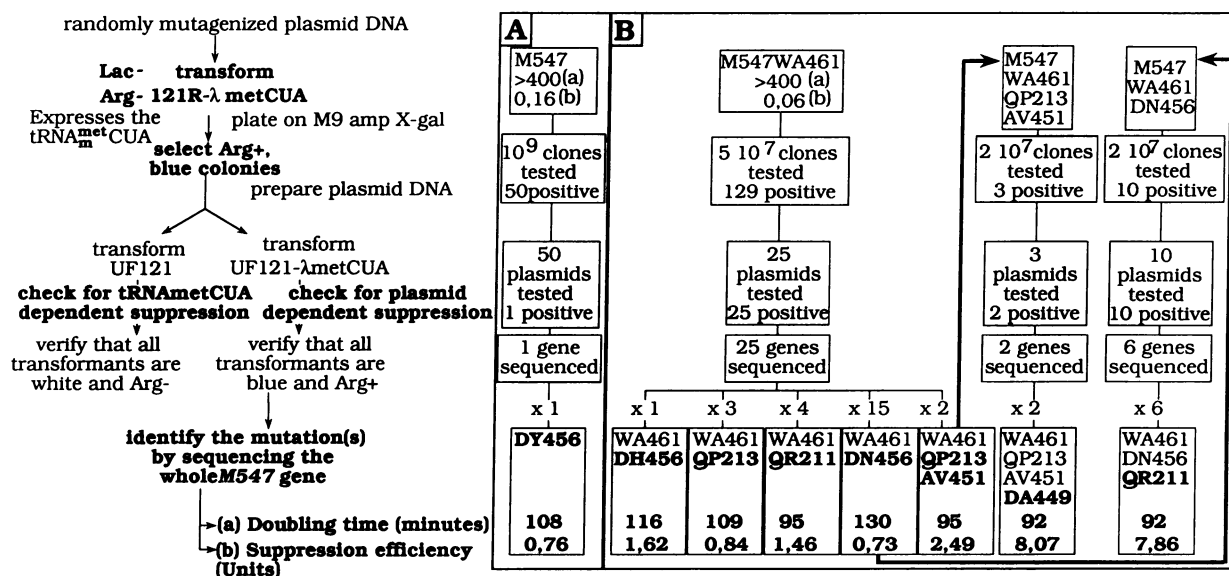 randomly mutagenized plasmid DNA
Lac- transform
Arg- 121R-λ metCUA
Expresses the
tRNA met m CUA
plate on M9 amp X-gal
select Arg+,
blue colonies
prepare plasmid DNA
transform
UF121
transform
UF121-λmetCUA
check for tRNAmetCUA
dependent suppression
check for plasmid
dependent suppression
verify that all
transformants are
white and Arg-
verify that all
transformants are
blue and Arg+
identify the mutation(s)
by sequencing the
whole M547 gene
(a) Doubling time (minutes)
(b) Suppression efficiency
(Units)
A
M547
>400 (a)
0,16 (b)
10⁹ clones
tested
50positive
50
plasmids
tested
1 positive
1 gene
sequenced
x 1
DY456
108
0,76
B
M547WA461
>400 (a)
0,06 (b)
5 10⁷ clones
tested
129 positive
25
plasmids
tested
25 positive
25 genes
sequenced
x 1
WA461
DH456
116
1,62
x 3
WA461
QP213
109
0,84
x 4
WA461
QR211
95
1,46
x 15
WA461
DN456
130
0,73
x 2
WA461
QP213
AV451
95
2,49
M547
WA461
QP213
AV451
2 10⁷ clones
tested
3 positive
3
plasmids
tested
2 positive
2 genes
sequenced
x 2
WA461
QP213
AV451
DA449
92
8,07
M547
WA461
DN456
2 10⁷ clones
tested
10 positive
10
plasmids
tested
10 positive
6 genes
sequenced
x 6
WA461
DN456
QR211
92
7,86